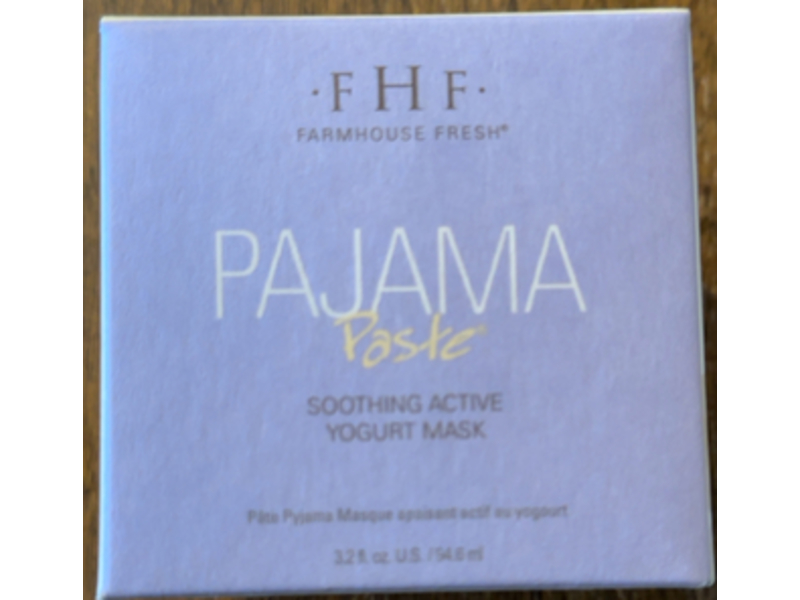 ·FHF·
FARMHOUSE FRESH®
PAJAMA
Paste®
SOOTHING ACTIVE
YOGURT MASK
Pâte Pyjama Masque apaisant actif au yogourt
3.2 fl. oz. U.S. / 94.6 ml